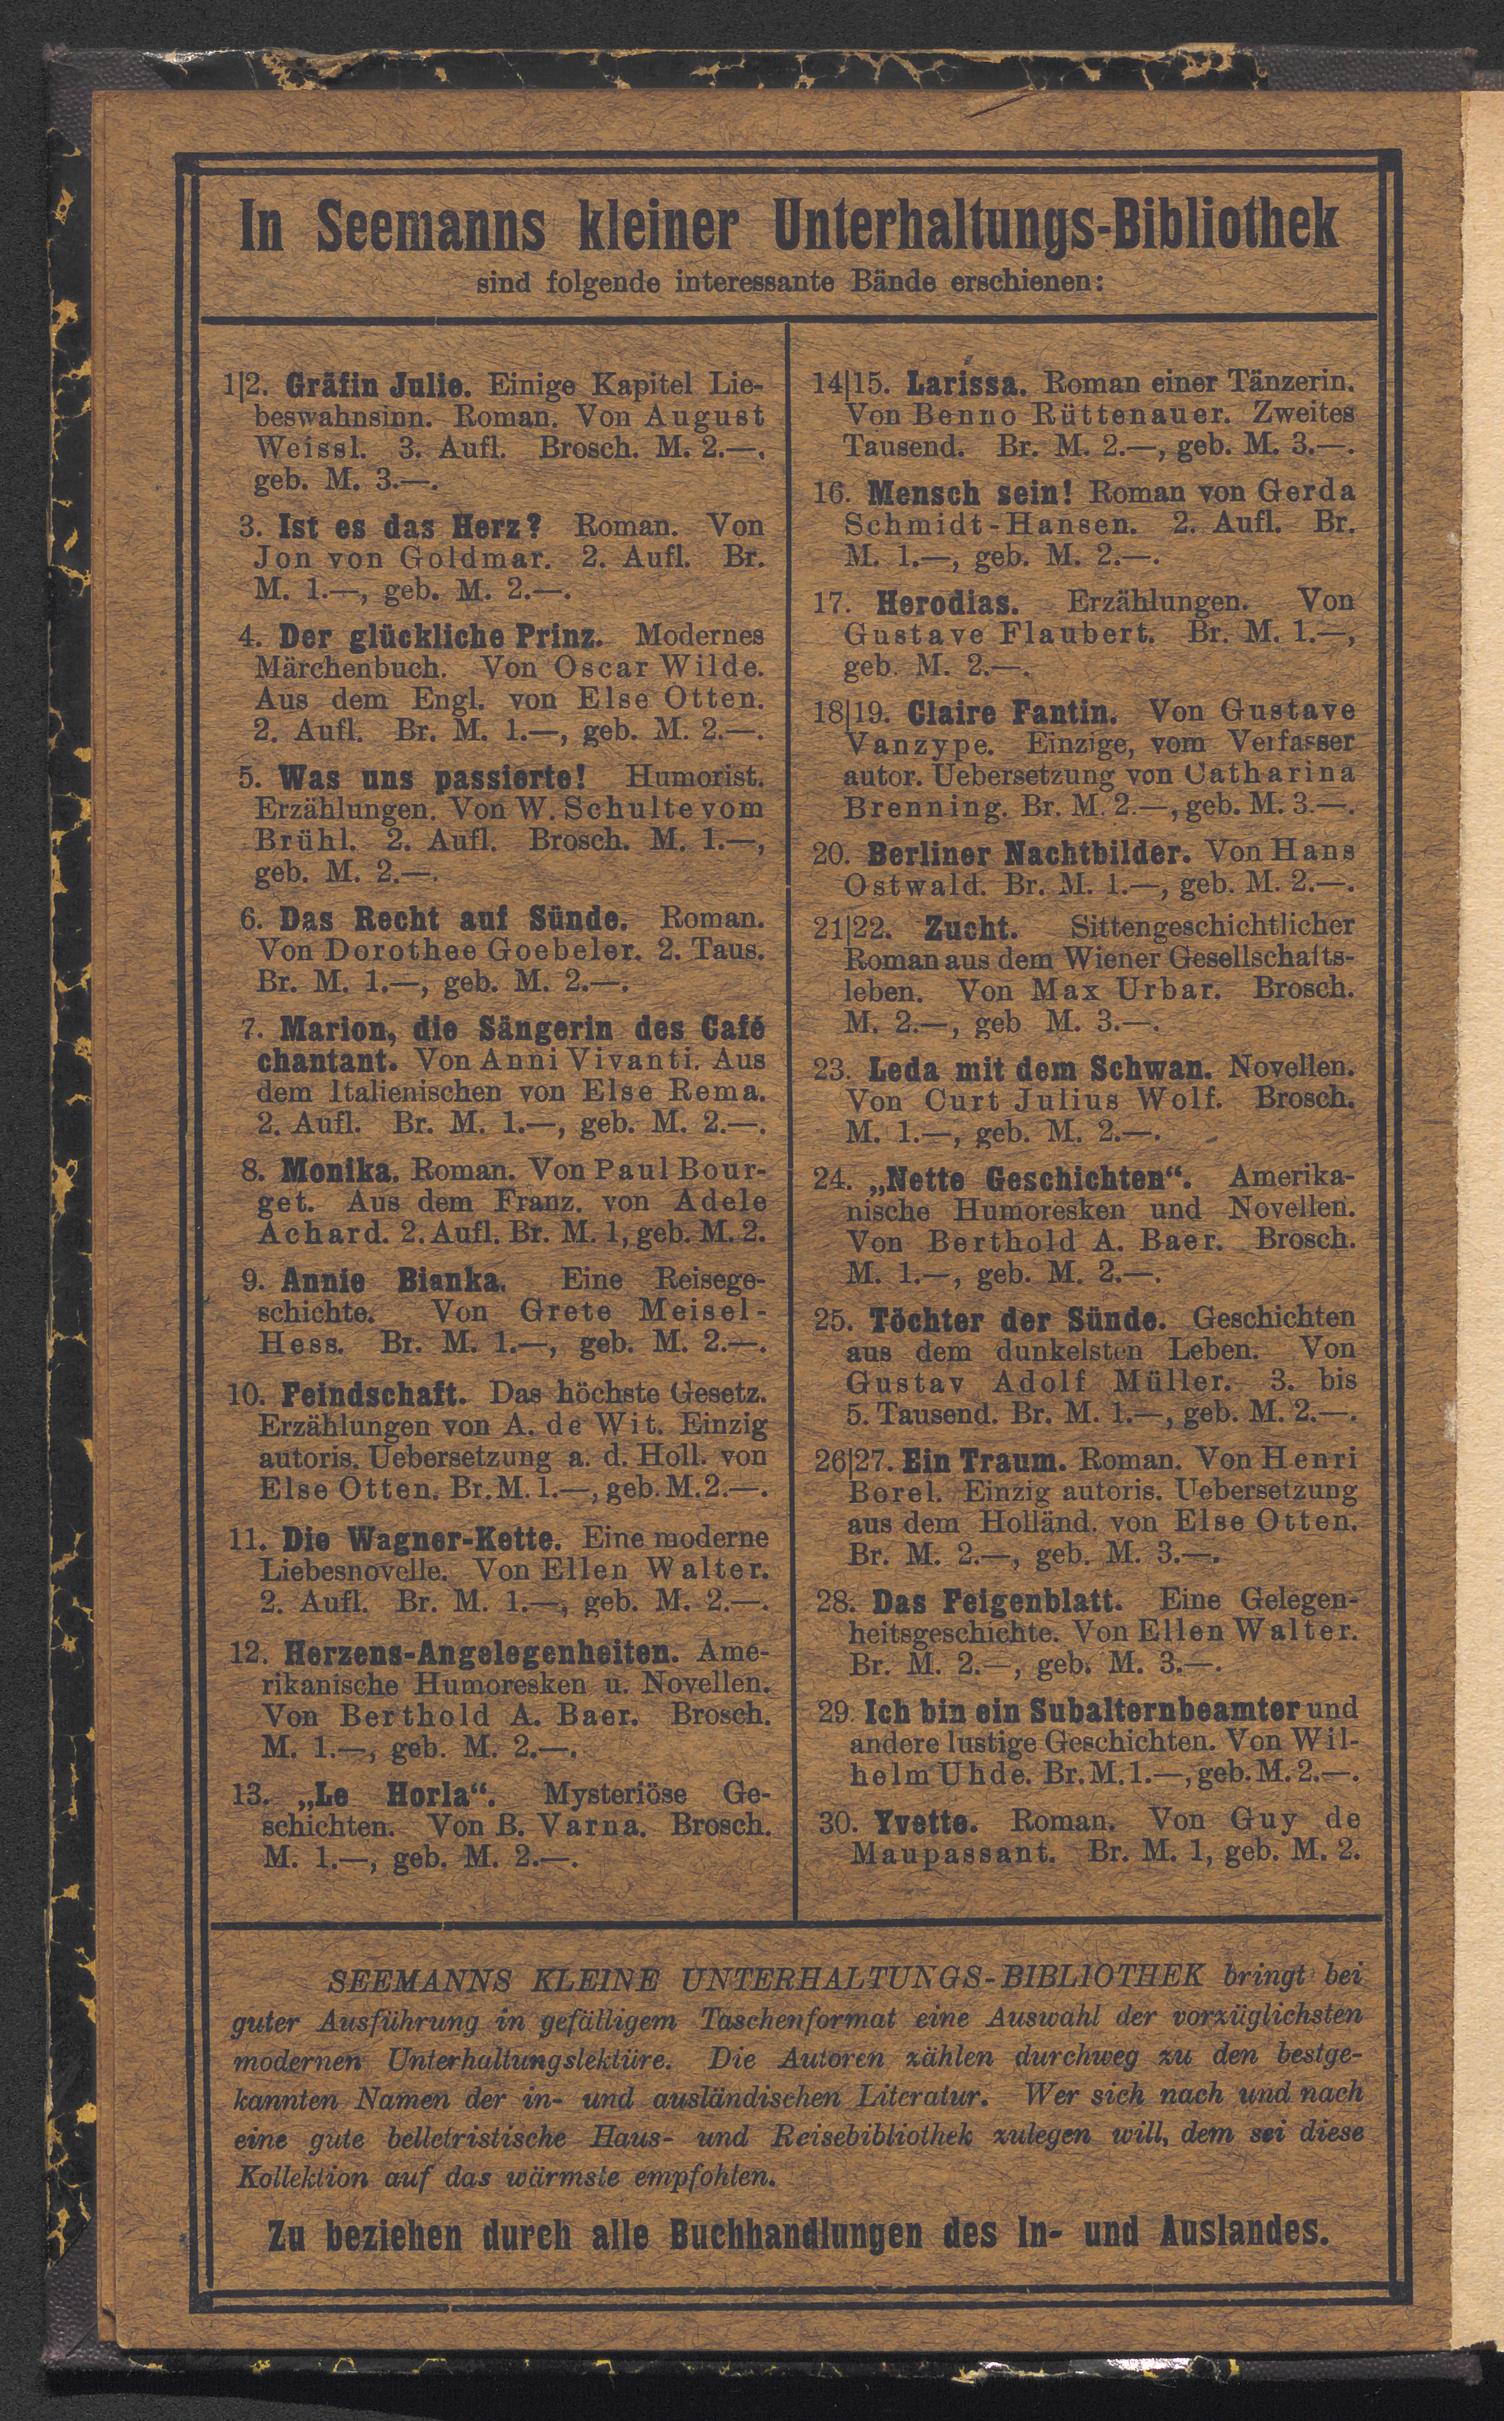 In Seemanns kleiner Unterhaltungs-Bibliothek
sind folgende interessante Bände erschienen:
1|2. Gräfin Julie. Einige Kapitel Lie-
beswahnsinn. Roman. Von August
Weissl. 3. Aufl. Brosch. M. 2.—,
geb. M. 3.—.
3. Ist es das Herz? Roman. Von
Jon von Goldmar. 2. Aufl. Br.
M. 1.—, geb. M. 2.—.
4. Der glückliche Prinz. Modernes
Märchenbuch. Von Oscar Wilde.
Aus dem Engl. von Else Otten.
2. Aufl. Br. M. 1.—, geb. M. 2.—.
5. Was uns passierte! Humorist.
Erzählungen. Von W. Schulte vom
Brühl. 2. Aufl. Brosch. M. 1.—,
geb. M. 2.—.
6. Das Recht auf Sünde. Roman.
Von Dorothee Goebeler. 2. Taus.
Br. M. 1.—, geb. M. 2.—.
7. Marion, die Sängerin des Café
chantant. Von Anni Vivanti. Aus
dem Italienischen von Else Rema.
2. Aufl. Br. M. 1.—, geb. M. 2.—.
8. Monika. Roman. Von Paul Bour-
get. Aus dem Franz. von Adele
Achard. 2. Aufl. Br. M. 1, geb. M. 2.
9. Annie Bianka. Eine Reisege-
schichte. Von Grete Meisel-
Hess. Br. M. 1.—, geb. M. 2.—.
10. Feindschaft. Das höchste Gesetz.
Erzählungen von A. de Wit. Einzig
autoris. Uebersetzung a. d. Holl. von
Else Otten. Br. M. 1.—, geb. M. 2.—.
11. Die Wagner-Kette. Eine moderne
Liebesnovelle. Von Ellen Walter.
2. Aufl. Br. M. 1.—, geb. M. 2.—.
12. Herzens-Angelegenheiten. Ame-
rikanische Humoresken u. Novellen.
Von Berthold A. Baer. Brosch.
M. 1.—, geb. M. 2.—.
13. „Le Horla“. Mysteriöse Ge-
schichten. Von B. Varna. Brosch.
M. 1.—, geb. M. 2.—.
14|15. Larissa. Roman einer Tänzerin.
Von Benno Rüttenauer. Zweites
Tausend. Br. M. 2.—, geb. M. 3.—.
16. Mensch sein! Roman von Gerda
Schmidt-Hansen. 2. Aufl. Br.
M. 1.—, geb. M. 2.—.
17. Herodias. Erzählungen. Von
Gustave Flaubert. Br. M. 1.—,
geb. M. 2.—.
18|19. Claire Fantin. Von Gustave
Vanzype. Einzige, vom Verfasser
autor. Uebersetzung von Catharina
Brenning. Br. M. 2.—, geb. M. 3.—.
20. Berliner Nachtbilder. Von Hans
Ostwald. Br. M. 1.—, geb. M. 2.—.
21|22. Zucht. Sittengeschichtlicher
Roman aus dem Wiener Gesellschafts-
leben. Von Max Urbar. Brosch.
M. 2.—, geb M. 3.—.
23. Leda mit dem Schwan. Novellen.
Von Curt Julius Wolf. Brosch.
M. 1.—, geb. M. 2.—.
24. „Nette Geschichten“. Amerika-
nische Humoresken und Novellen.
Von Berthold A. Baer. Brosch.
M. 1.—, geb. M. 2.—.
25. Töchter der Sünde. Geschichten
aus dem dunkelsten Leben. Von
Gustav Adolf Müller. 3. bis
5. Tausend. Br. M. 1.—, geb. M. 2.—.
26|27. Ein Traum. Roman. Von Henri
Borel. Einzig autoris. Uebersetzung
aus dem Holländ. von Else Otten.
Br. M. 2.—, geb. M. 3.—.
28. Das Feigenblatt. Eine Gelegen-
heitsgeschichte. Von Ellen Walter.
Br. M. 2.—, geb. M. 3.—.
29. Ich bin ein Subalternbeamter und
andere lustige Geschichten. Von Wil-
helm Uhde. Br. M. 1.—, geb. M. 2.—.
30. Yvette. Roman. Von Guy de
Maupassant. Br. M. 1, geb. M. 2.
SEEMANNS KLEINE UNTERHALTUNGS-BIBLIOTHEK bringt bei
guter Ausführung in gefälligem Taschenformat eine Auswahl der vorzüglichsten
modernen Unterhaltungslektüre. Die Autoren zählen durchweg zu den bestge-
kannten Namen der in- und ausländischen Literatur. Wer sich nach und nach
eine gute belletristische Haus- und Reisebibliothek zulegen will, dem sei diese
Kollektion auf das wärmste empfohlen.
Zu beziehen durch alle Buchhandlungen des In- und Auslandes.